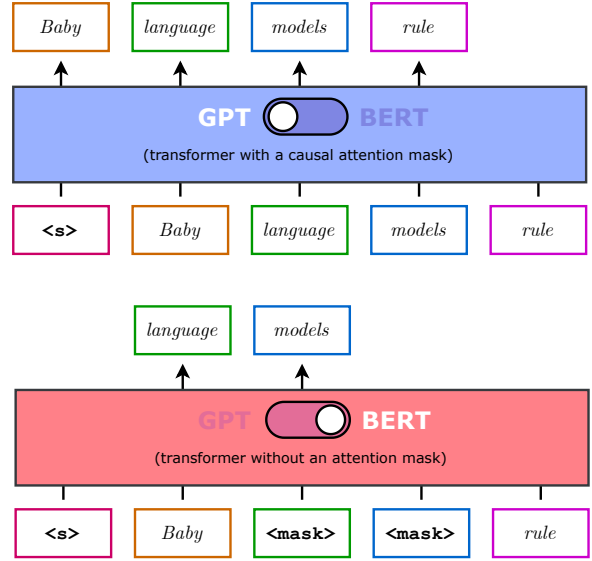 Baby language models rule
GPT BERT
(transformer with a causal attention mask)
<s> Baby language models rule
language models
GPT BERT
(transformer without an attention mask)
<s> Baby <mask> <mask> rule